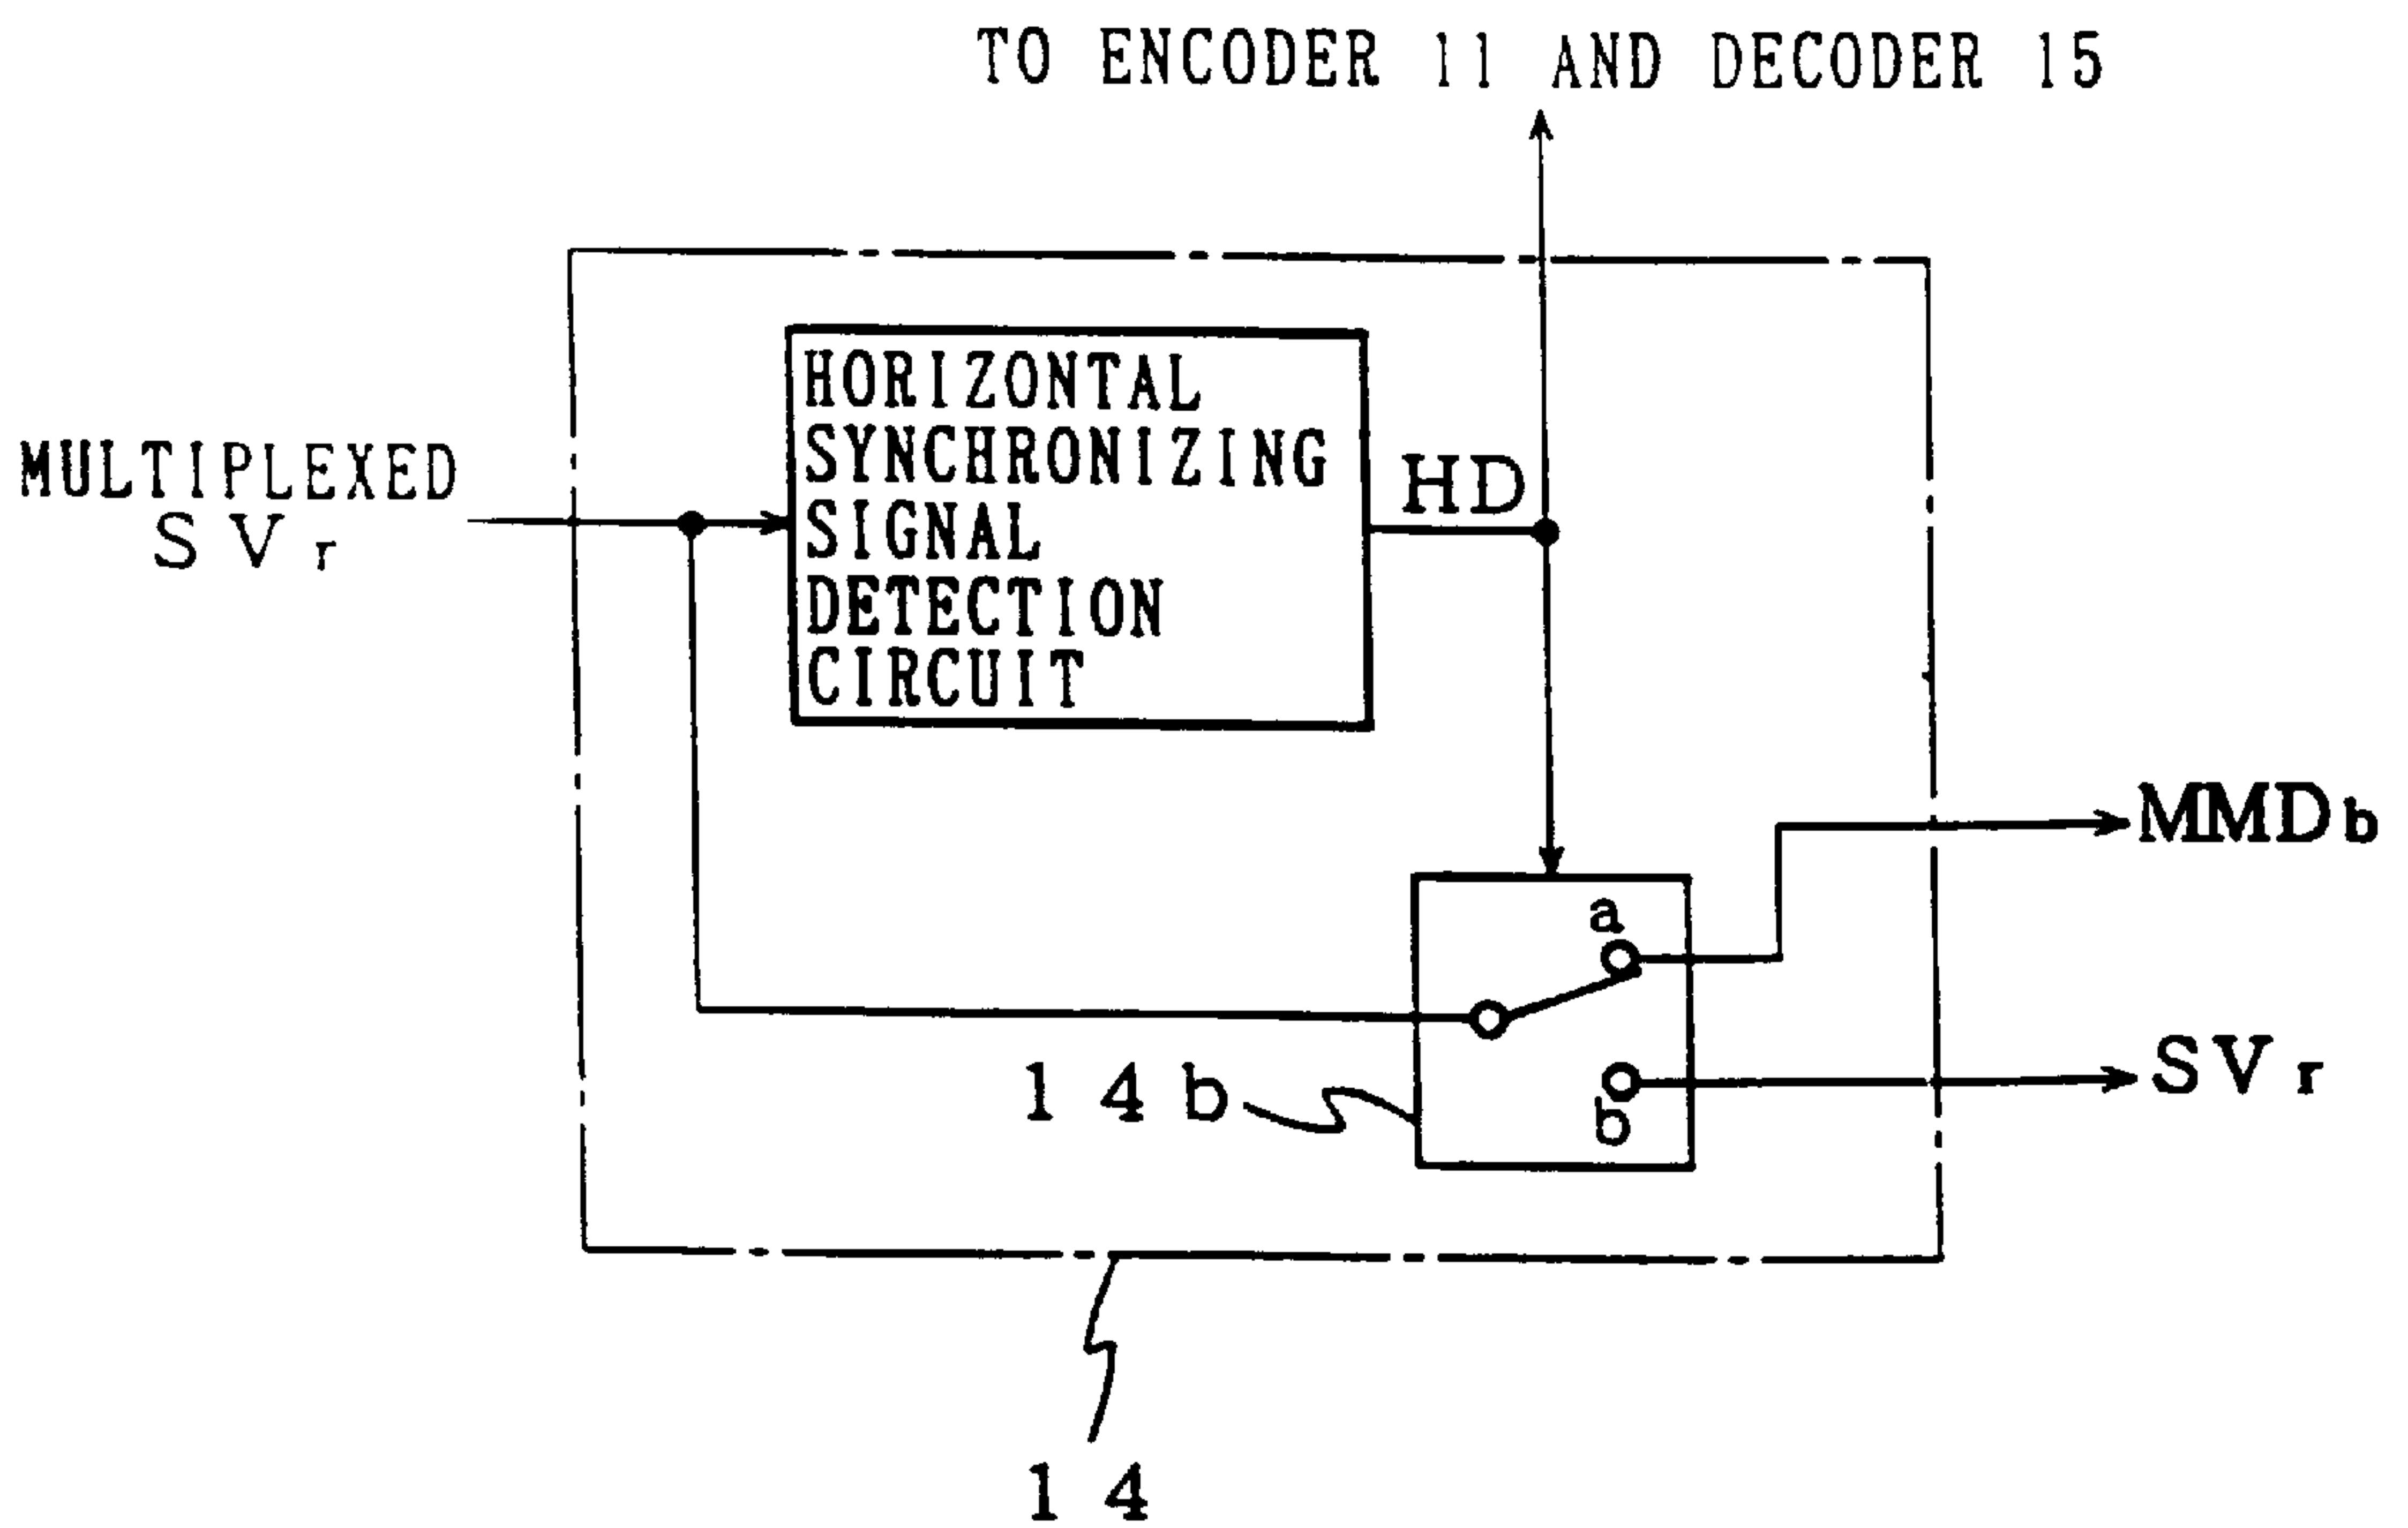 TO ENCODER 11 AND DECODER 15
HORIZONTAL
SYNCHRONIZING
SIGNAL
DETECTION
CIRCUIT
MULTIPLEXED
SVr
HD
MMDb
a
SVr
b
14b
14